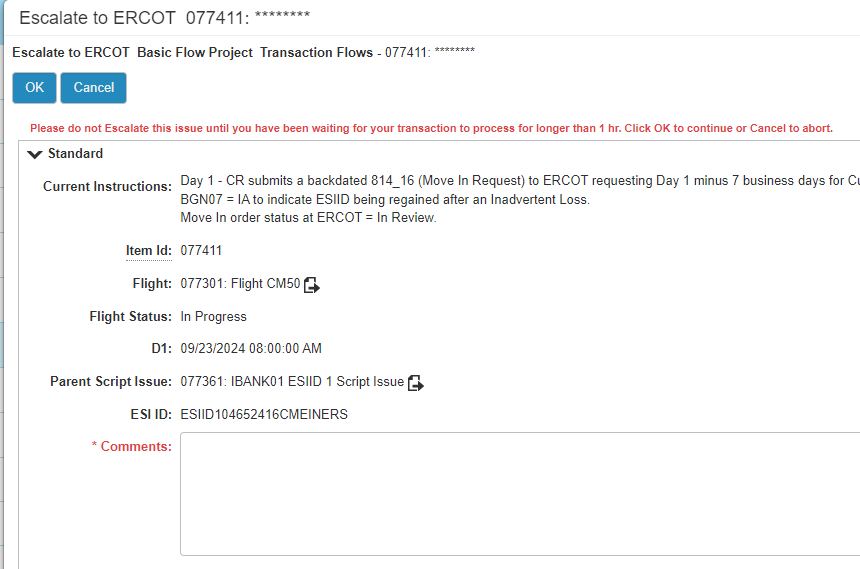 Escalate to ERCOT 077411: ********
Escalate to ERCOT Basic Flow Project Transaction Flows - 077411: ********
OK Cancel
Please do not Escalate this issue until you have been waiting for your transaction to process for longer than 1 hr. Click OK to continue or Cancel to abort.
Standard
Current Instructions: Day 1 - CR submits a backdated 814_16 (Move In Request) to ERCOT requesting Day 1 minus 7 business days for
BGN07 = IA to indicate ESIID being regained after an Inadvertent Loss.
Move In order status at ERCOT = In Review.
Item Id: 077411
Flight: 077301: Flight CM50
Flight Status: In Progress
D1: 09/23/2024 08:00:00 AM
Parent Script Issue: 077361: IBANK01 ESIID 1 Script Issue
ESI ID: ESIID104652416CMEINERS
* Comments: